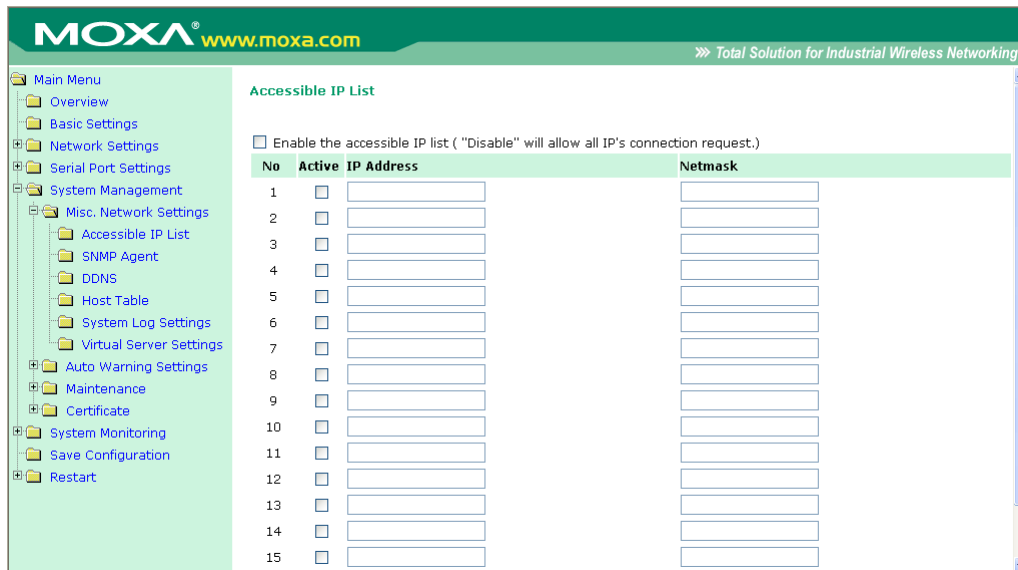 MOXA® www.moxa.com
Total Solution for Industrial Wireless Networking
Main Menu
Overview
Basic Settings
Network Settings
Serial Port Settings
System Management
Misc. Network Settings
Accessible IP List
SNMP Agent
DDNS
Host Table
System Log Settings
Virtual Server Settings
Auto Warning Settings
Maintenance
Certificate
System Monitoring
Save Configuration
Restart
Accessible IP List
Enable the accessible IP list ( "Disable" will allow all IP's connection request.)
No Active IP Address Netmask
1
2
3
4
5
6
7
8
9
10
11
12
13
14
15